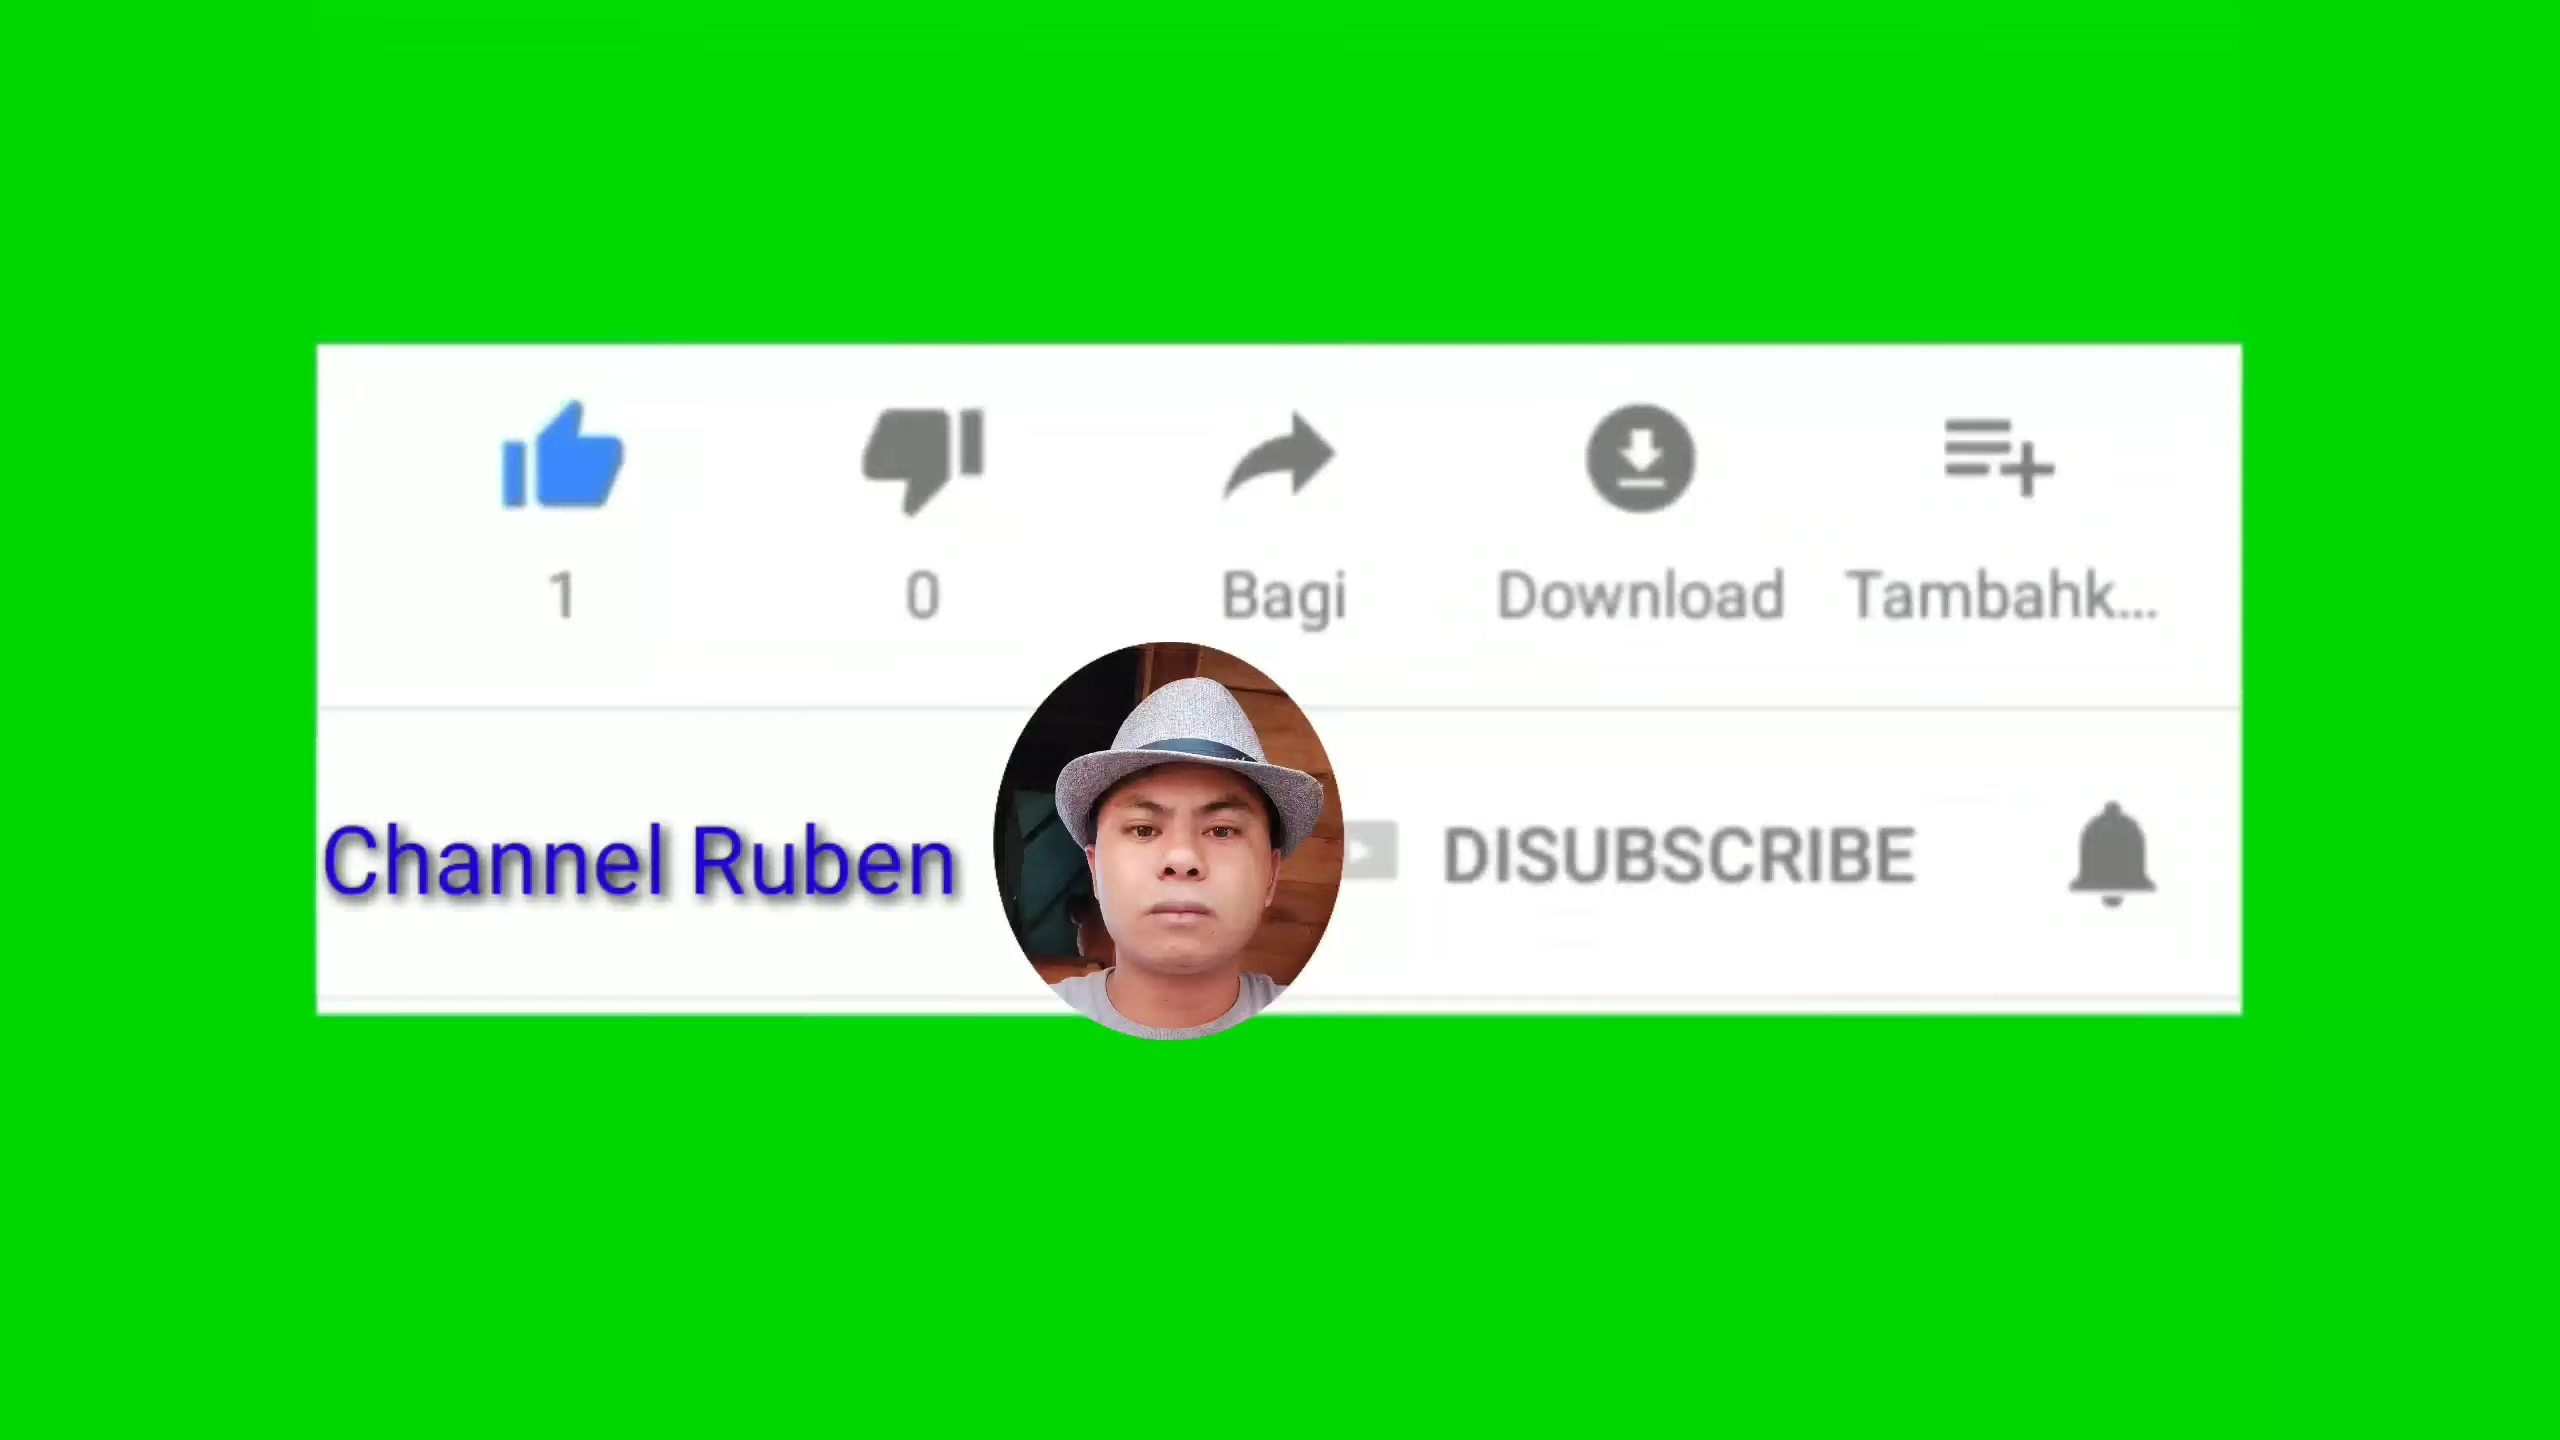 1
0
Bagi
Download
Tambahk...
Channel Ruben
DISUBSCRIBE